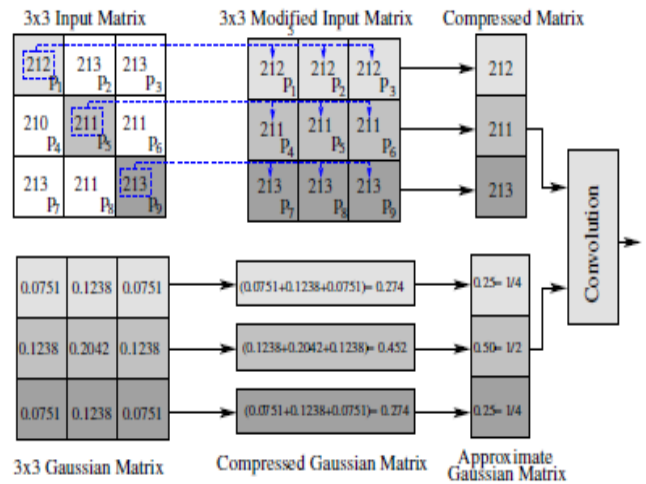 3x3 Input Matrix 3x3 Modified Input Matrix Compressed Matrix
5
212 P1 213 P2 213 P3
212 P1 212 P2 212 P3
212
210 P4 211 P5 211 P6
211 P4 211 P5 211 P6
211
213 P7 211 P8 213 P9
213 P7 213 P8 213 P9
213
Convolution
0.0751 0.1238 0.0751
(0.0751+0.1238+0.0751)= 0.274
0.25= 1/4
0.1238 0.2042 0.1238
(0.1238+0.2042+0.1238)= 0.452
0.50= 1/2
0.0751 0.1238 0.0751
(0.0751+0.1238+0.0751)= 0.274
0.25= 1/4
3x3 Gaussian Matrix
Compressed Gaussian Matrix
Approximate
Gaussian Matrix